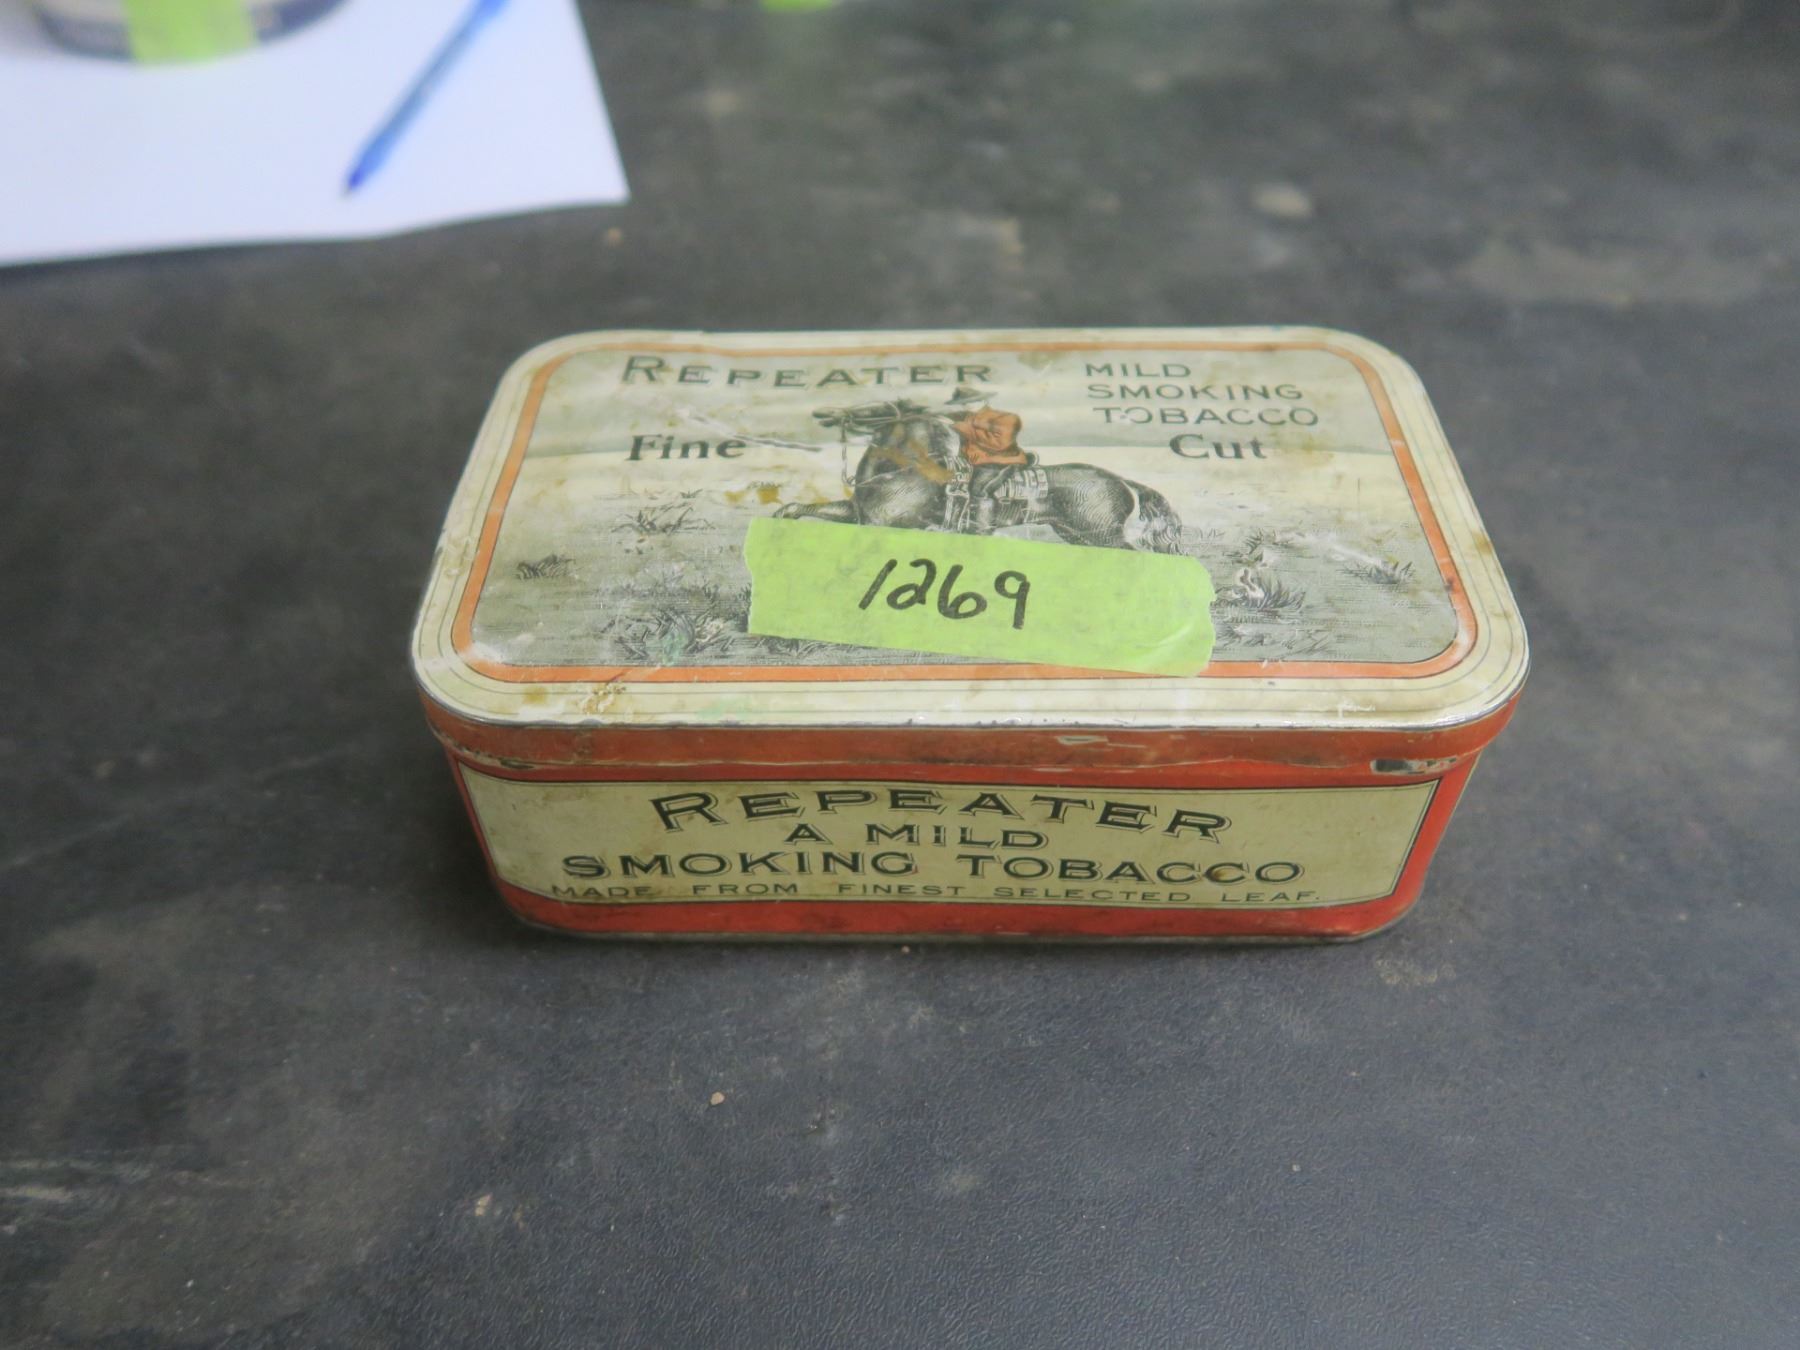 REPEATER
MILD
SMOKING
TOBACCO
Fine Cut
1269
REPEATER
A MILD
SMOKING TOBACCO
MADE FROM FINEST SELECTED LEAF.